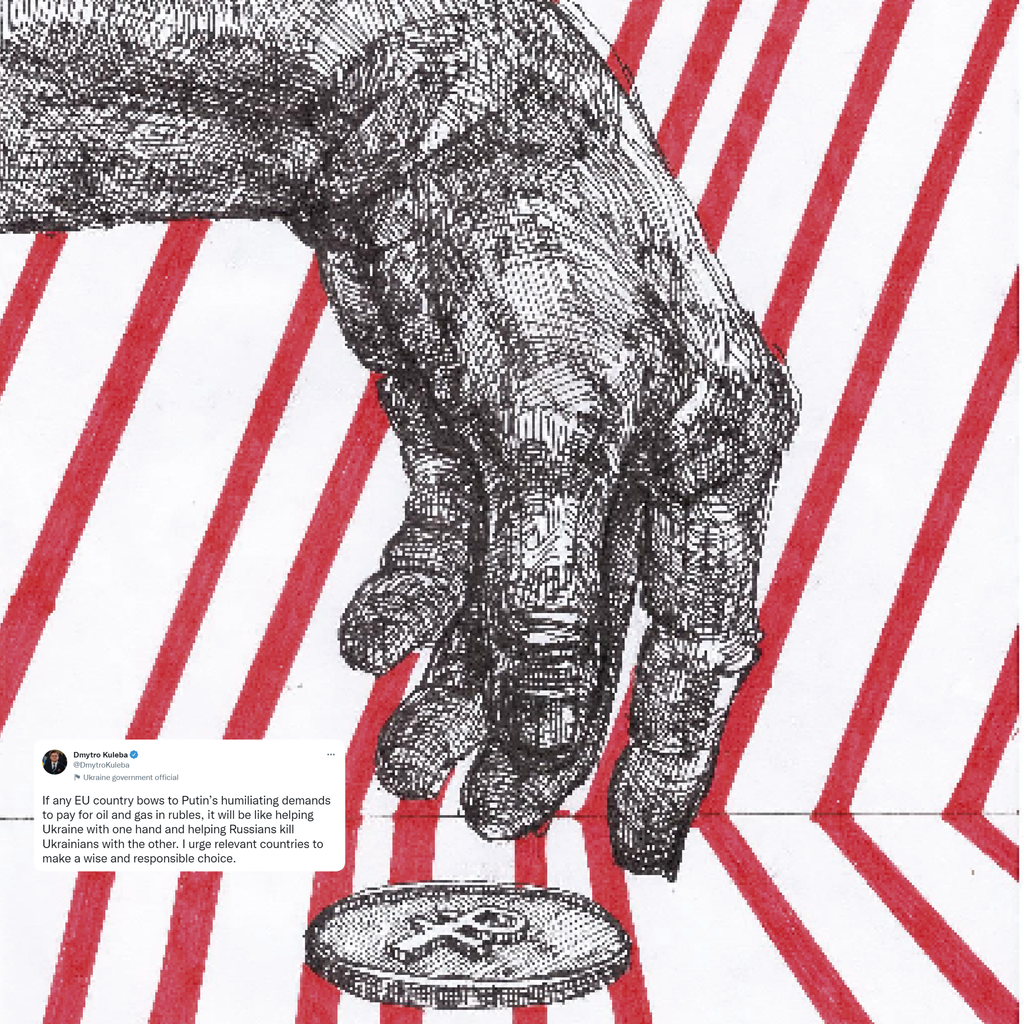 Dmytro Kuleba
@DmytroKuleba
Ukraine government official
If any EU country bows to Putin's humiliating demands
to pay for oil and gas in rubles, it will be like helping
Ukraine with one hand and helping Russians kill
Ukrainians with the other. I urge relevant countries to
make a wise and responsible choice.